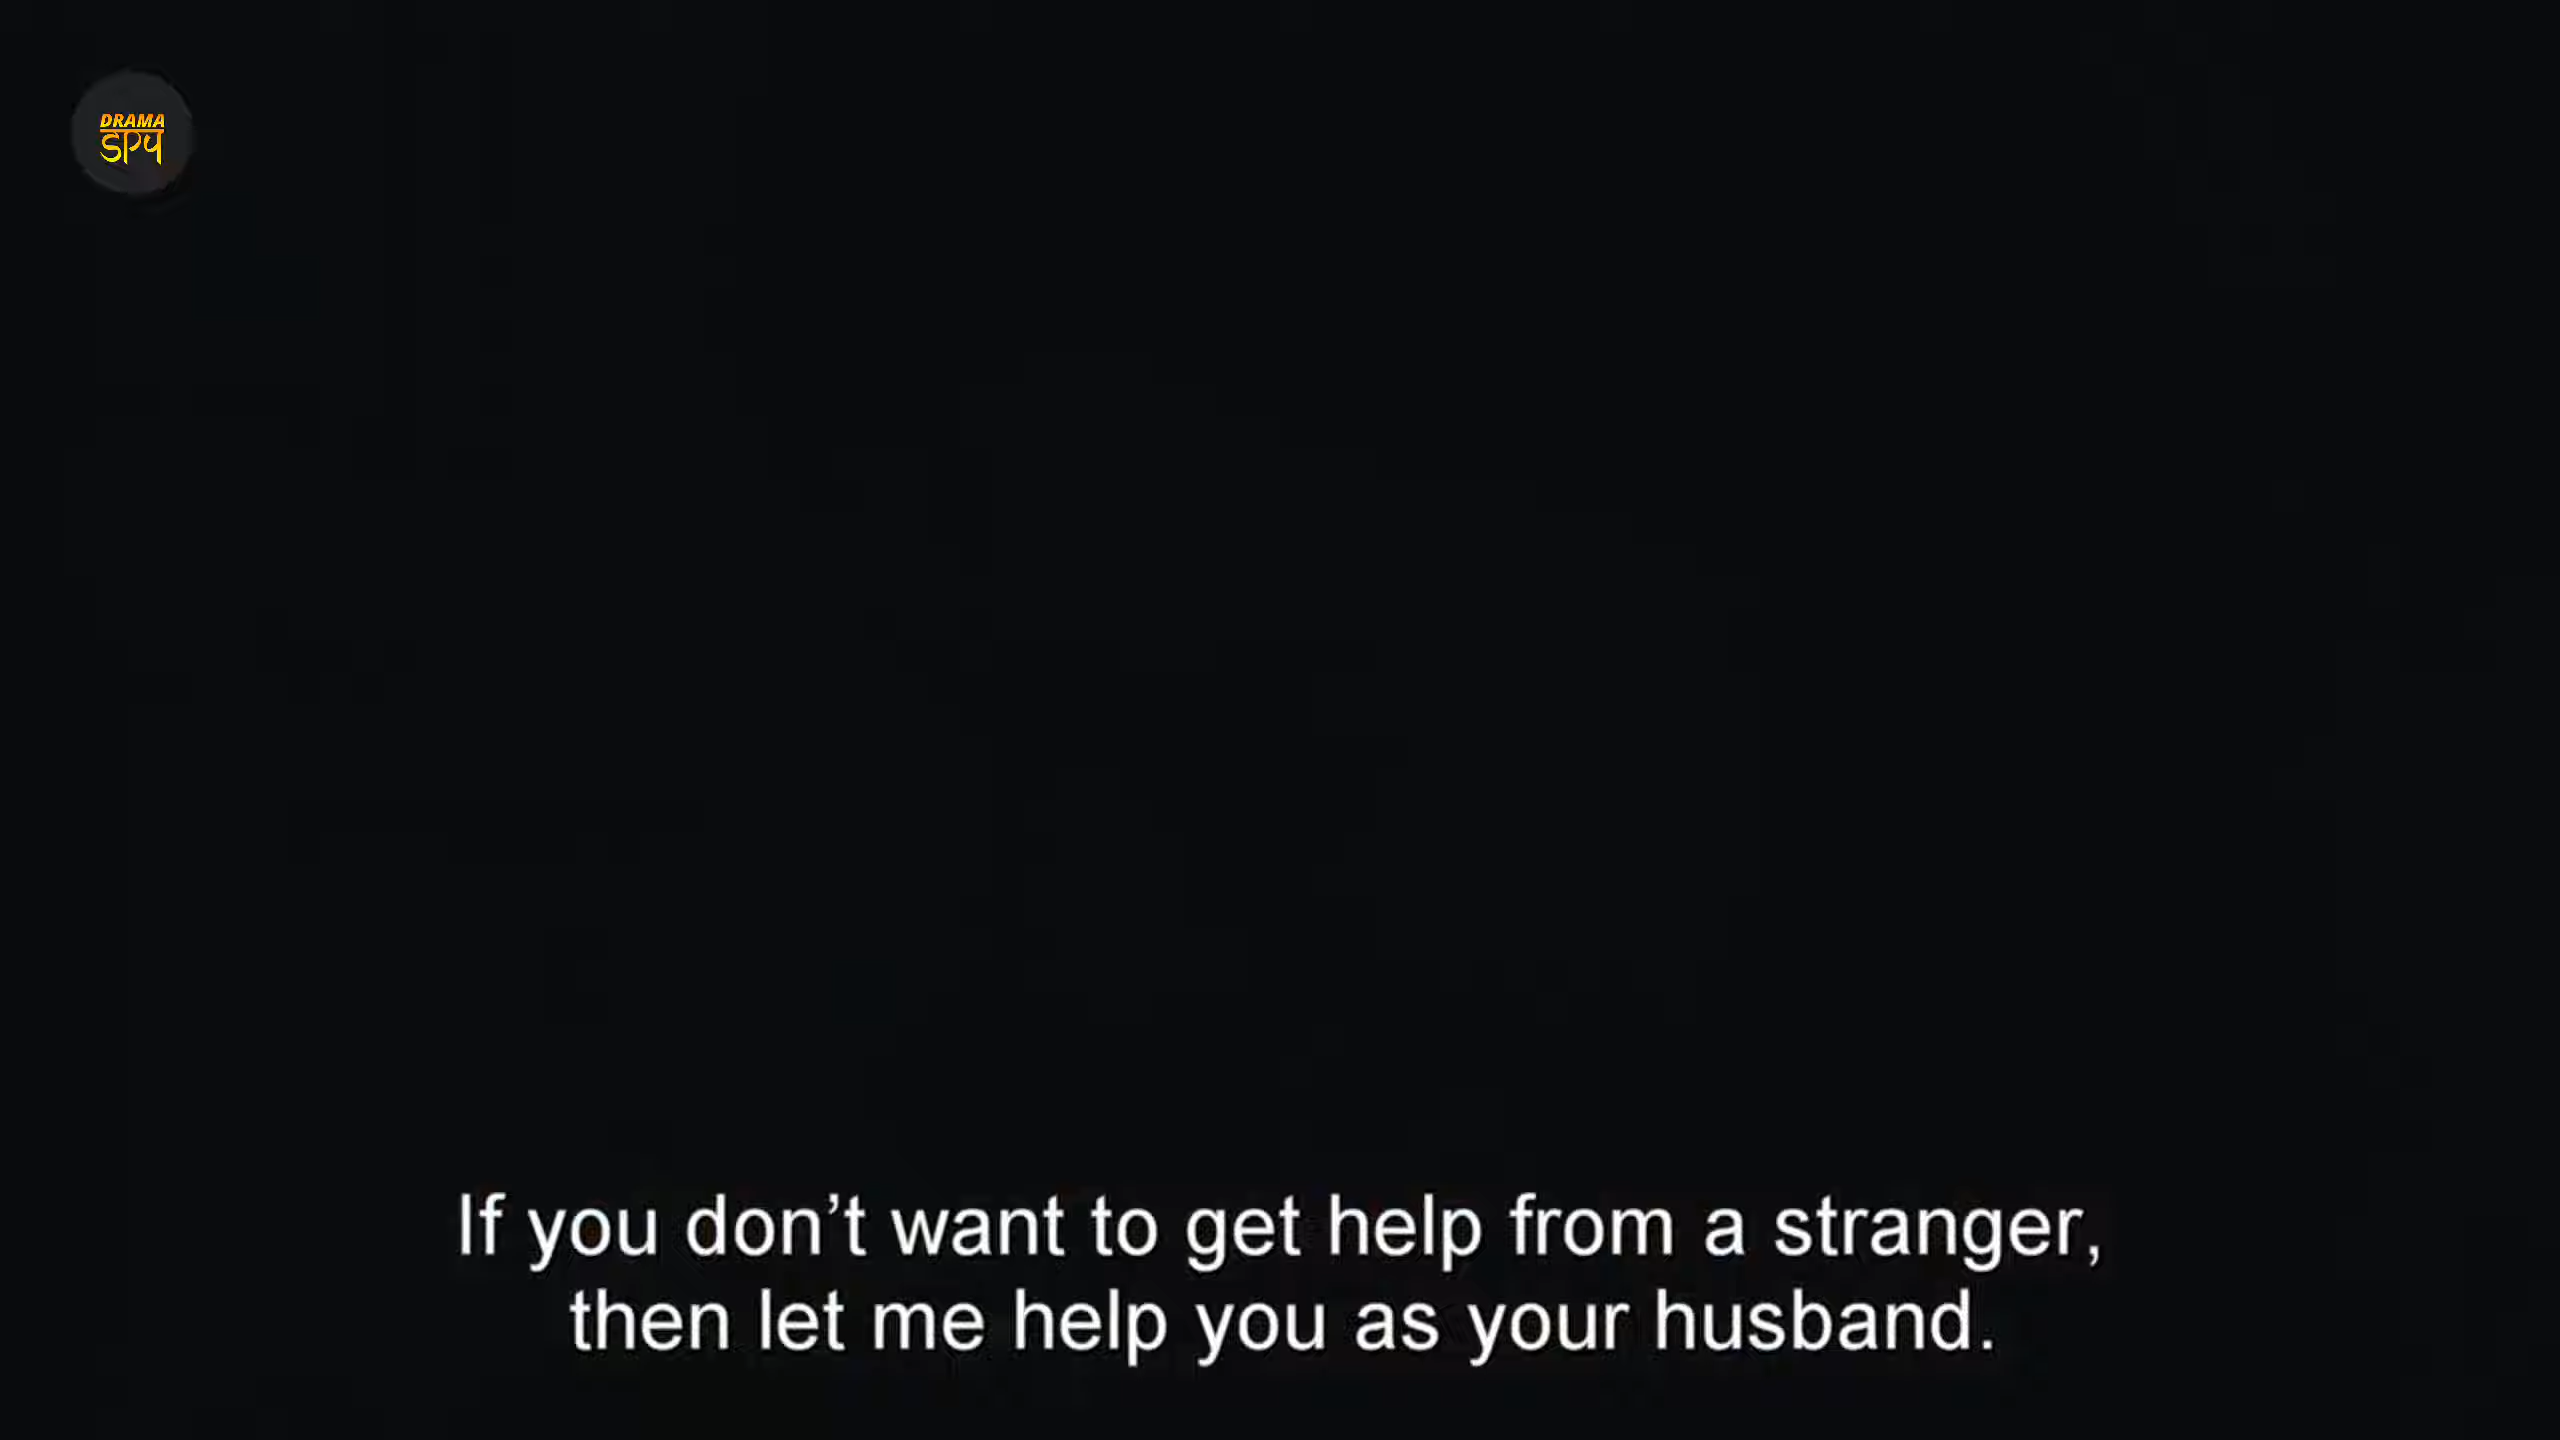 DRAMA
SPY
If you don’t want to get help from a stranger,
then let me help you as your husband.